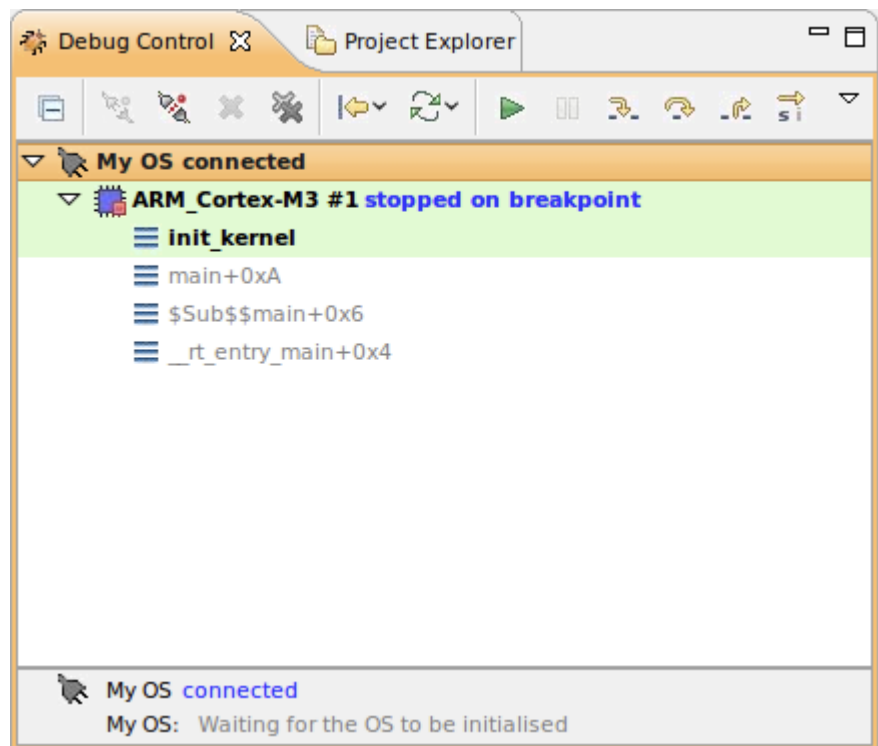 Debug Control Project Explorer
s i
My OS connected
ARM_Cortex-M3 #1 stopped on breakpoint
init_kernel
main+0xA
$Sub$$main+0x6
__rt_entry_main+0x4
My OS connected
My OS: Waiting for the OS to be initialised